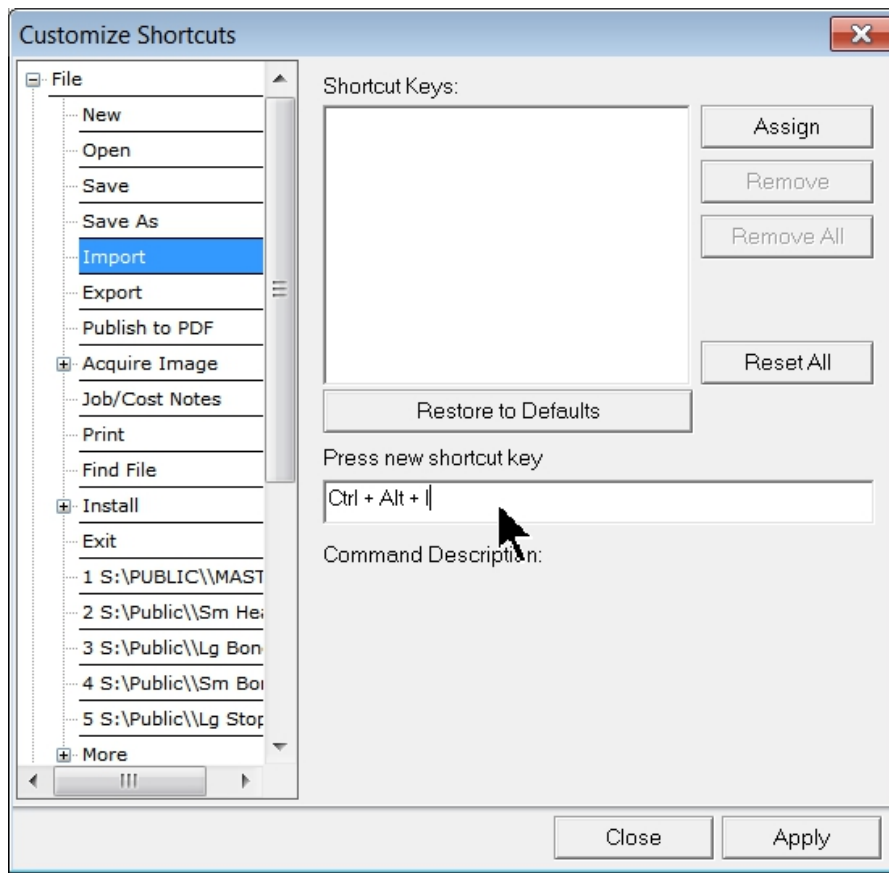 Customize Shortcuts
File
New
Open
Save
Save As
Import
Export
Publish to PDF
Acquire Image
Job/Cost Notes
Print
Find File
Install
Exit
1 S:\PUBLIC\\MAST
2 S:\Public\\Sm Hea
3 S:\Public\\Lg Bon
4 S:\Public\\Sm Bor
5 S:\Public\\Lg Stop
More
Shortcut Keys:
Assign
Remove
Remove All
Reset All
Restore to Defaults
Press new shortcut key
Ctrl + Alt + I
Command Description:
Close
Apply